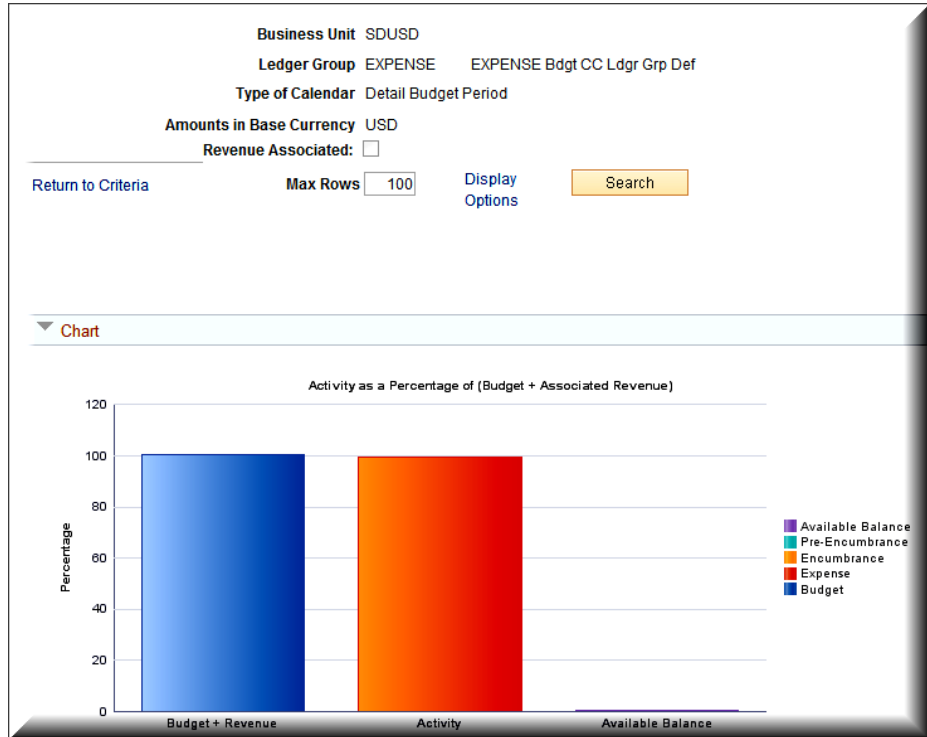 Business Unit SDUSD
Ledger Group EXPENSE EXPENSE Bdgt CC Ldgr Grp Def
Type of Calendar Detail Budget Period
Amounts in Base Currency USD
Revenue Associated:
Return to Criteria Max Rows 100 Display Options Search
Chart
Activity as a Percentage of (Budget + Associated Revenue)
120
100
80
60
40
20
0
Percentage
Available Balance
Pre-Encumbrance
Encumbrance
Expense
Budget
Budget + Revenue Activity Available Balance